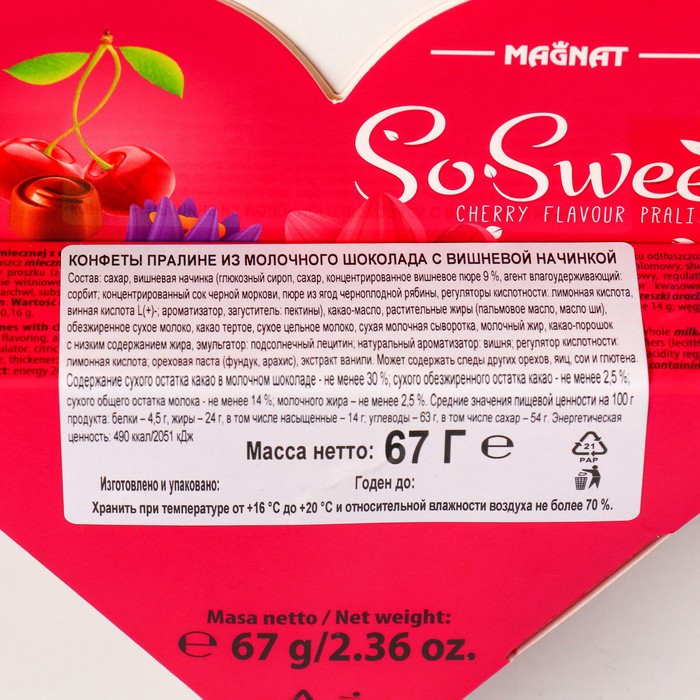 MAGNAT
SoSwee
CHERRY FLAVOUR PRALI
КОНФЕТЫ ПРАЛИНЕ ИЗ МОЛОЧНОГО ШОКОЛАДА С ВИШНЕВОЙ НАЧИНКОЙ
Состав: сахар, вишневая начинка (глюкозный сироп, сахар, концентрированное вишневое пюре 9 %, агент влагоудерживающий:
сорбит; концентрированный сок черной моркови, пюре из ягод черноплодной рябины, регуляторы кислотности: лимонная кислота,
винная кислота L(+)-; ароматизатор, загуститель: пектины), какао-масло, растительные жиры (пальмовое масло, масло ши),
обезжиренное сухое молоко, какао тертое, сухое цельное молоко, сухая молочная сыворотка, молочный жир, какао-порошок
с низким содержанием жира, эмульгатор: подсолнечный лецитин; натуральный ароматизатор: вишня; регулятор кислотности:
лимонная кислота; ореховая паста (фундук, арахис), экстракт ванили. Может содержать следы других орехов, яиц, сои и глютена.
Содержание сухого остатка какао в молочном шоколаде - не менее 30 %; сухого обезжиренного остатка какао - не менее 2,5 %;
сухого общего остатка молока - не менее 14 %; молочного жира – не менее 2,5 %. Средние значения пищевой ценности на 100 г
продукта: белки – 4,5 г, жиры – 24 г, в том числе насыщенные – 14 г; углеводы – 63 г, в том числе сахар – 54 г. Энергетическая
ценность: 490 ккал/2051 кДж
Масса нетто: 67 Г ℮
21
PAP
Изготовлено и упаковано: Годен до:
Хранить при температуре от +16 °С до +20 °С и относительной влажности воздуха не более 70 %.
Masa netto / Net weight:
℮ 67 g/2.36 oz.